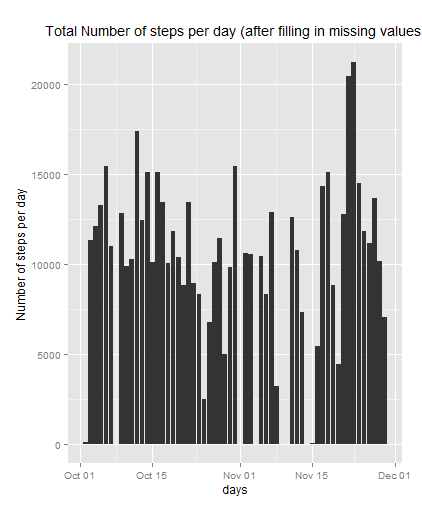 Total Number of steps per day (after filling in missing values
20000
15000
10000
5000
0
Number of steps per day
Oct 01 Oct 15 Nov 01 Nov 15 Dec 01
days